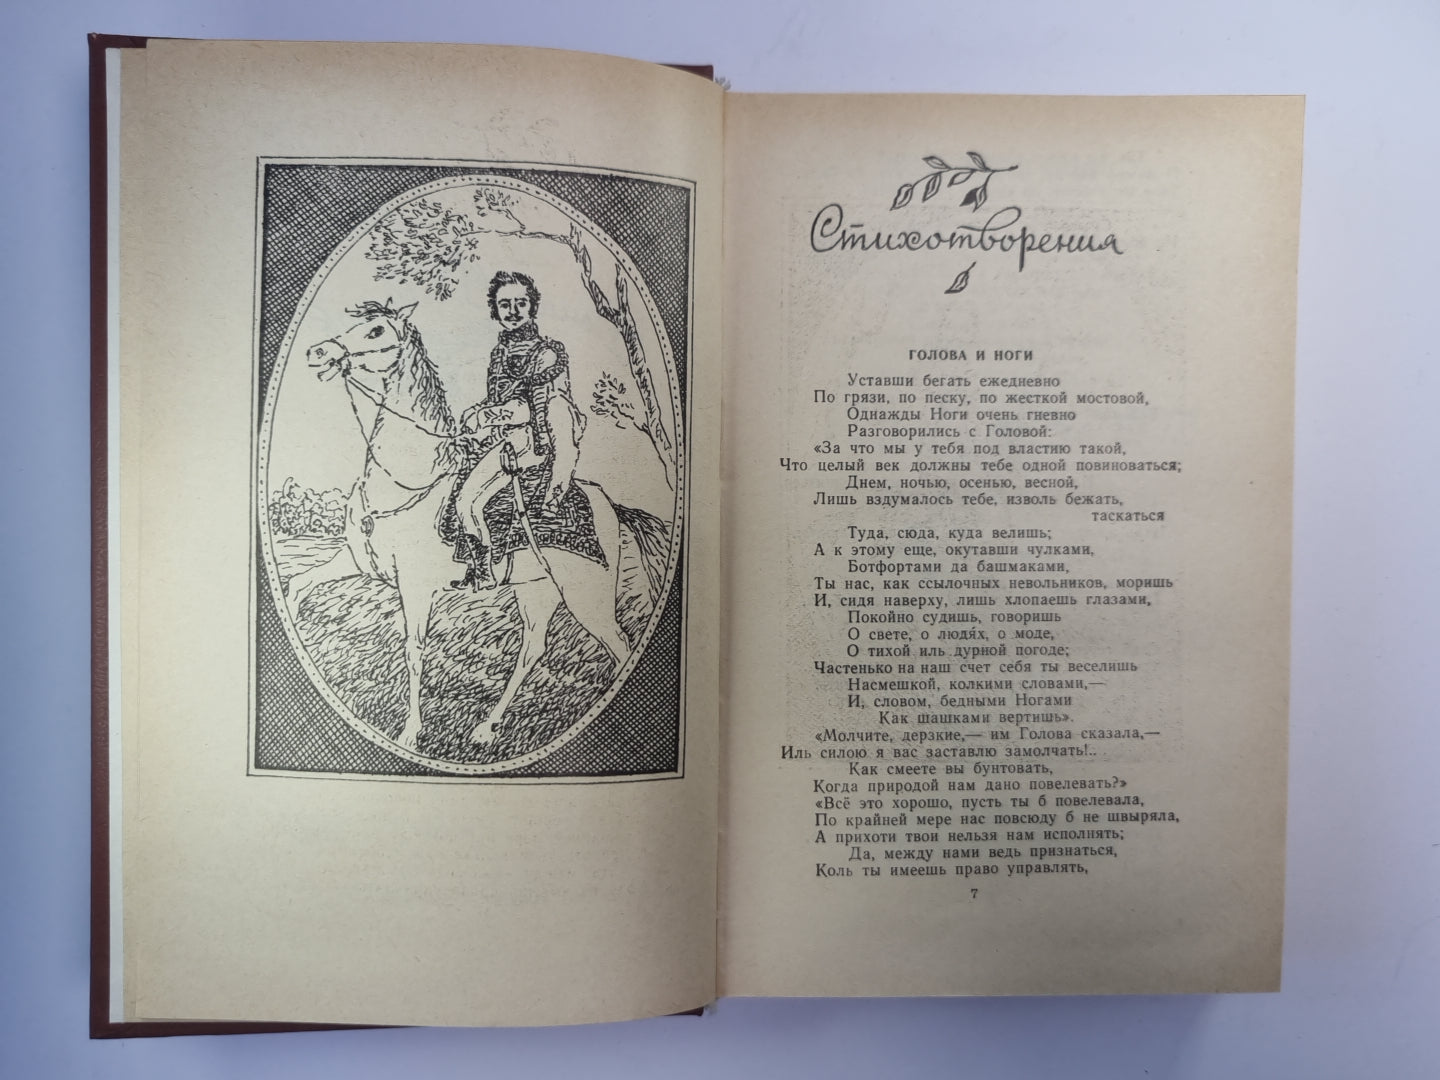 Стихотворения
ГОЛОВА И НОГИ
Уставши бегать ежедневно
По грязи, по песку, по жесткой мостовой,
Однажды Ноги очень гневно
Разговорились с Головой:
«За что мы у тебя под властию такой,
Что целый век должны тебе одной повиноваться;
Днем, ночью, осенью, весной,
Лишь вздумалось тебе, изволь бежать,
таскаться
Туда, сюда, куда велишь;
А к этому еще, окутавши чулками,
Ботфортами да башмаками,
Ты нас, как ссылочных невольников, моришь
И, сидя наверху, лишь хлопаешь глазами,
Покойно судишь, говоришь
О свете, о людя́х, о моде,
О тихой иль дурной погоде;
Частенько на наш счет себя ты веселишь
Насмешкой, колкими словами,—
И, словом, бедными Ногами
Как шашками вертишь».
«Молчите, дерзкие,— им Голова сказала,—
Иль силою я вас заставлю замолчать!..
Как смеете вы бунтовать,
Когда природой нам дано повелевать?»
«Всё это хорошо, пусть ты б повелевала,
По крайней мере нас повсюду б не швыряла,
А прихоти твои нельзя нам исполнять;
Да, между нами ведь признаться,
Коль ты имеешь право управлять,
7